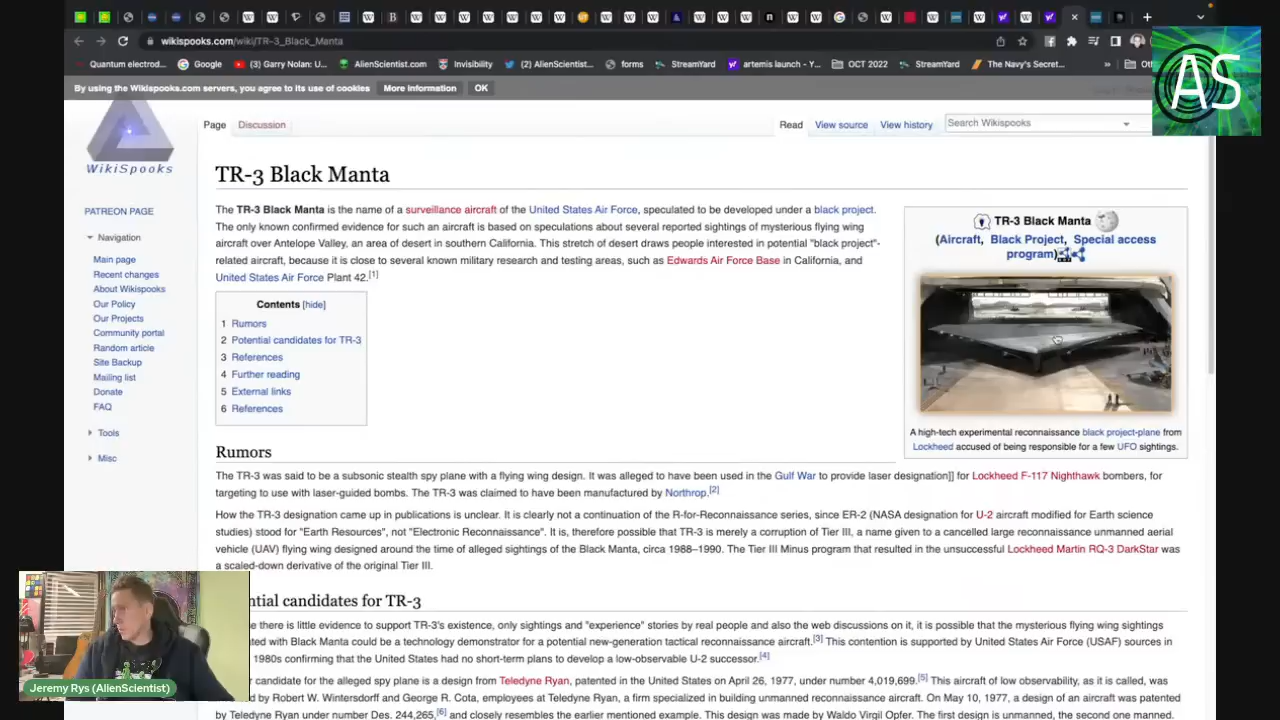 wikispooks.com/wiki/TR-3_Black_Manta
Quantum electrod...
Google
(3) Garry Nolan: U...
AlienScientist.com
Invisibility
(2) AlienScientist...
forms
StreamYard
artemis launch - Y...
OCT 2022
StreamYard
The Navy's Secret...
»
AS
By using the Wikispooks.com servers, you agree to its use of cookies
More information
OK
WIKISPOOKS
Page
Discussion
Read
View source
View history
Search Wikispooks
TR-3 Black Manta
PATREON PAGE
Navigation
Main page
Recent changes
About Wikispooks
Our Policy
Our Projects
Community portal
Random article
Site Backup
Mailing list
Donate
FAQ
Tools
Misc
The TR-3 Black Manta is the name of a surveillance aircraft of the United States Air Force, speculated to be developed under a black project.
The only known confirmed evidence for such an aircraft is based on speculations about several reported sightings of mysterious flying wing
aircraft over Antelope Valley, an area of desert in southern California. This stretch of desert draws people interested in potential "black project"-
related aircraft, because it is close to several known military research and testing areas, such as Edwards Air Force Base in California, and
United States Air Force Plant 42.[1]
TR-3 Black Manta
(Aircraft, Black Project, Special access
program)
A high-tech experimental reconnaissance black project-plane from
Lockheed accused of being responsible for a few UFO sightings.
Contents [hide]
1 Rumors
2 Potential candidates for TR-3
3 References
4 Further reading
5 External links
6 References
Rumors
The TR-3 was said to be a subsonic stealth spy plane with a flying wing design. It was alleged to have been used in the Gulf War to provide laser designation]] for Lockheed F-117 Nighthawk bombers, for
targeting to use with laser-guided bombs. The TR-3 was claimed to have been manufactured by Northrop.[2]
How the TR-3 designation came up in publications is unclear. It is clearly not a continuation of the R-for-Reconnaissance series, since ER-2 (NASA designation for U-2 aircraft modified for Earth science
studies) stood for "Earth Resources", not "Electronic Reconnaissance". It is, therefore possible that TR-3 is merely a corruption of Tier III, a name given to a cancelled large reconnaissance unmanned aerial
vehicle (UAV) flying wing designed around the time of alleged sightings of the Black Manta, circa 1988–1990. The Tier III Minus program that resulted in the unsuccessful Lockheed Martin RQ-3 DarkStar was
a scaled-down derivative of the original Tier III.
ntial candidates for TR-3
e there is little evidence to support TR-3's existence, only sightings and "experience" stories by real people and also the web discussions on it, it is possible that the mysterious flying wing sightings
ted with Black Manta could be a technology demonstrator for a potential new-generation tactical reconnaissance aircraft.[3] This contention is supported by United States Air Force (USAF) sources in
1980s confirming that the United States had no short-term plans to develop a low-observable U-2 successor.[4]
r candidate for the alleged spy plane is a design from Teledyne Ryan, patented in the United States on April 26, 1977, under number 4,019,699.[5] This aircraft of low observability, as it is called, was
d by Robert W. Wintersdorff and George R. Cota, employees at Teledyne Ryan, a firm specialized in building unmanned reconnaissance aircraft. On May 10, 1977, a design of an aircraft was patented
by Teledyne Ryan under number Des. 244,265,[6] and closely resembles the earlier mentioned example. This design was made by Waldo Virgil Opfer. The first design is unmanned, the second one manned.
Jeremy Rys (AlienScientist)